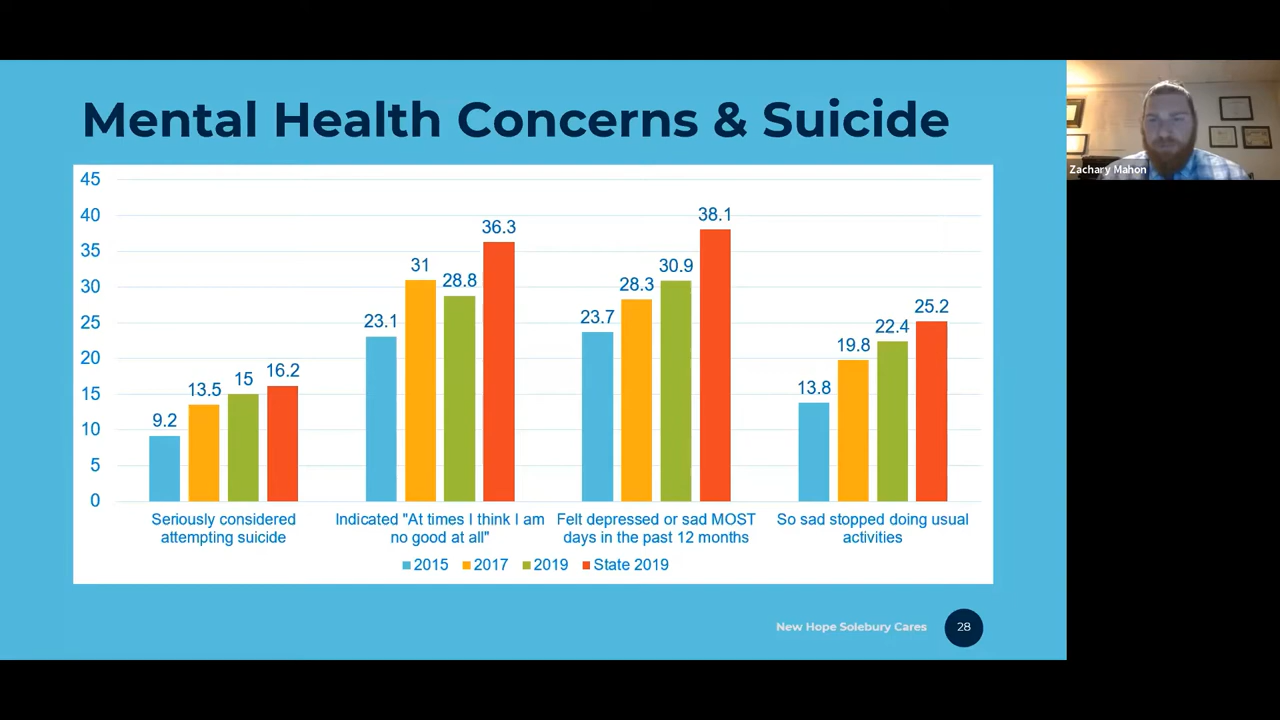 Mental Health Concerns & Suicide
Zachary Mahon
45
40
35
30
25
20
15
10
5
0
9.2
13.5
15
16.2
23.1
31
28.8
36.3
23.7
28.3
30.9
38.1
13.8
19.8
22.4
25.2
Seriously considered
attempting suicide
Indicated "At times I think I am
no good at all"
Felt depressed or sad MOST
days in the past 12 months
So sad stopped doing usual
activities
2015 2017 2019 State 2019
New Hope Solebury Cares 28